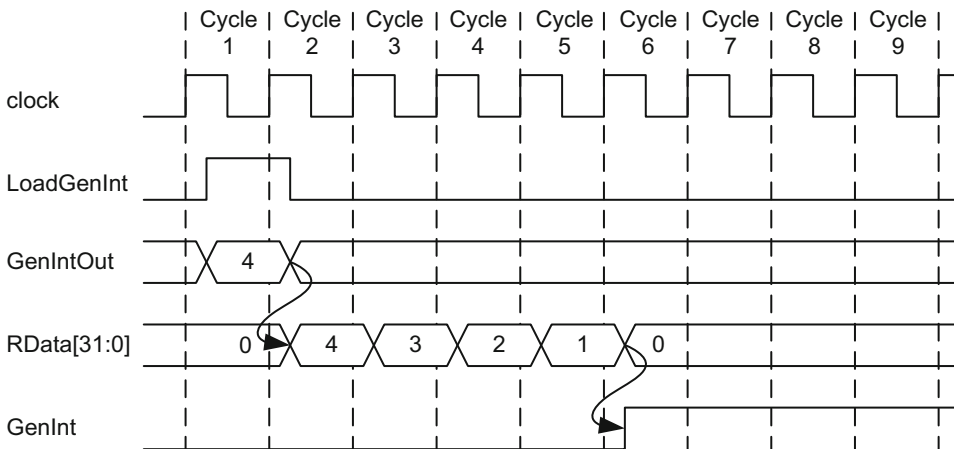 Cycle Cycle Cycle Cycle Cycle Cycle Cycle Cycle Cycle
1 2 3 4 5 6 7 8 9
clock
LoadGenInt
GenIntOut 4
RData[31:0] 0 4 3 2 1 0
GenInt